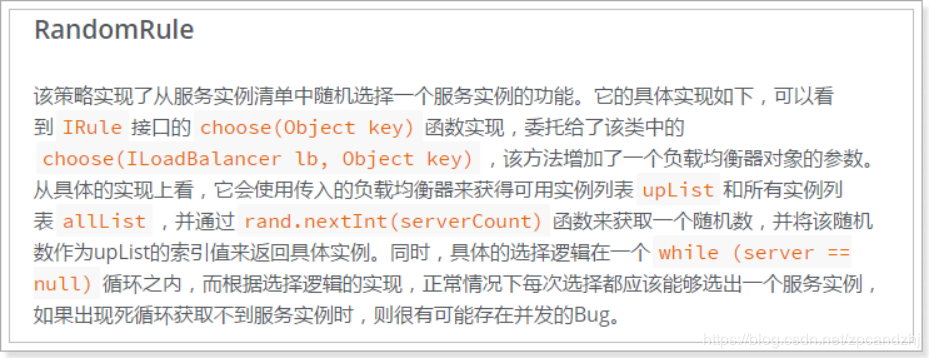 RandomRule
该策略实现了从服务实例清单中随机选择一个服务实例的功能。它的具体实现如下，可以看
到 IRule 接口的 choose(Object key) 函数实现，委托给了该类中的
choose(ILoadBalancer lb, Object key) ，该方法增加了一个负载均衡器对象的参数。
从具体的实现上看，它会使用传入的负载均衡器来获得可用实例列表 upList 和所有实例列
表 allList ，并通过 rand.nextInt(serverCount) 函数来获取一个随机数，并将该随机
数作为upList的索引值来返回具体实例。同时，具体的选择逻辑在一个 while (server ==
null) 循环之内，而根据选择逻辑的实现，正常情况下每次选择都应该能够选出一个服务实例，
如果出现死循环获取不到服务实例时，则很有可能存在并发的Bug。
https://blog.csdn.net/zpcandzhj